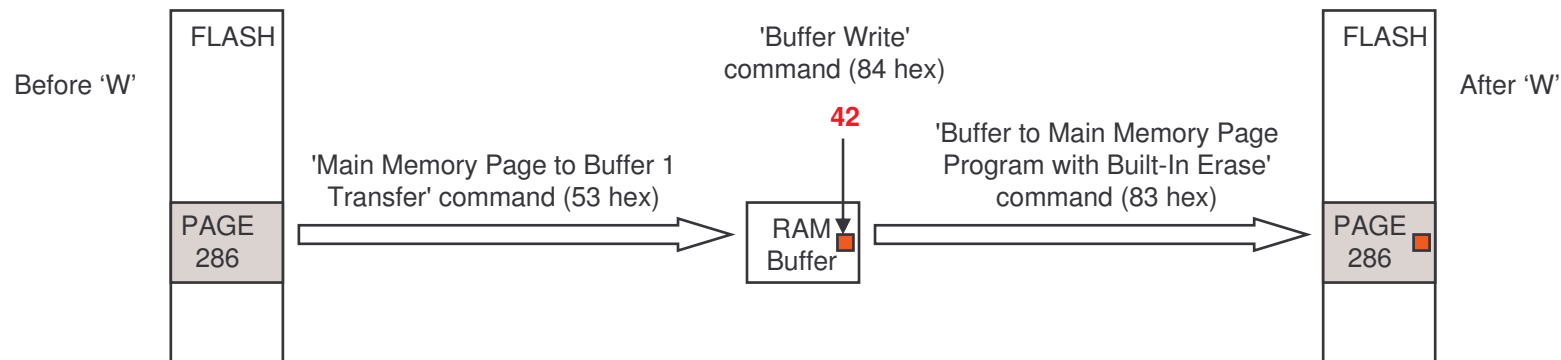 FLASH
Before ‘W’
PAGE
286
'Main Memory Page to Buffer 1
Transfer' command (53 hex)
'Buffer Write'
command (84 hex)
42
RAM
Buffer
'Buffer to Main Memory Page
Program with Built-In Erase'
command (83 hex)
FLASH
After ‘W’
PAGE
286